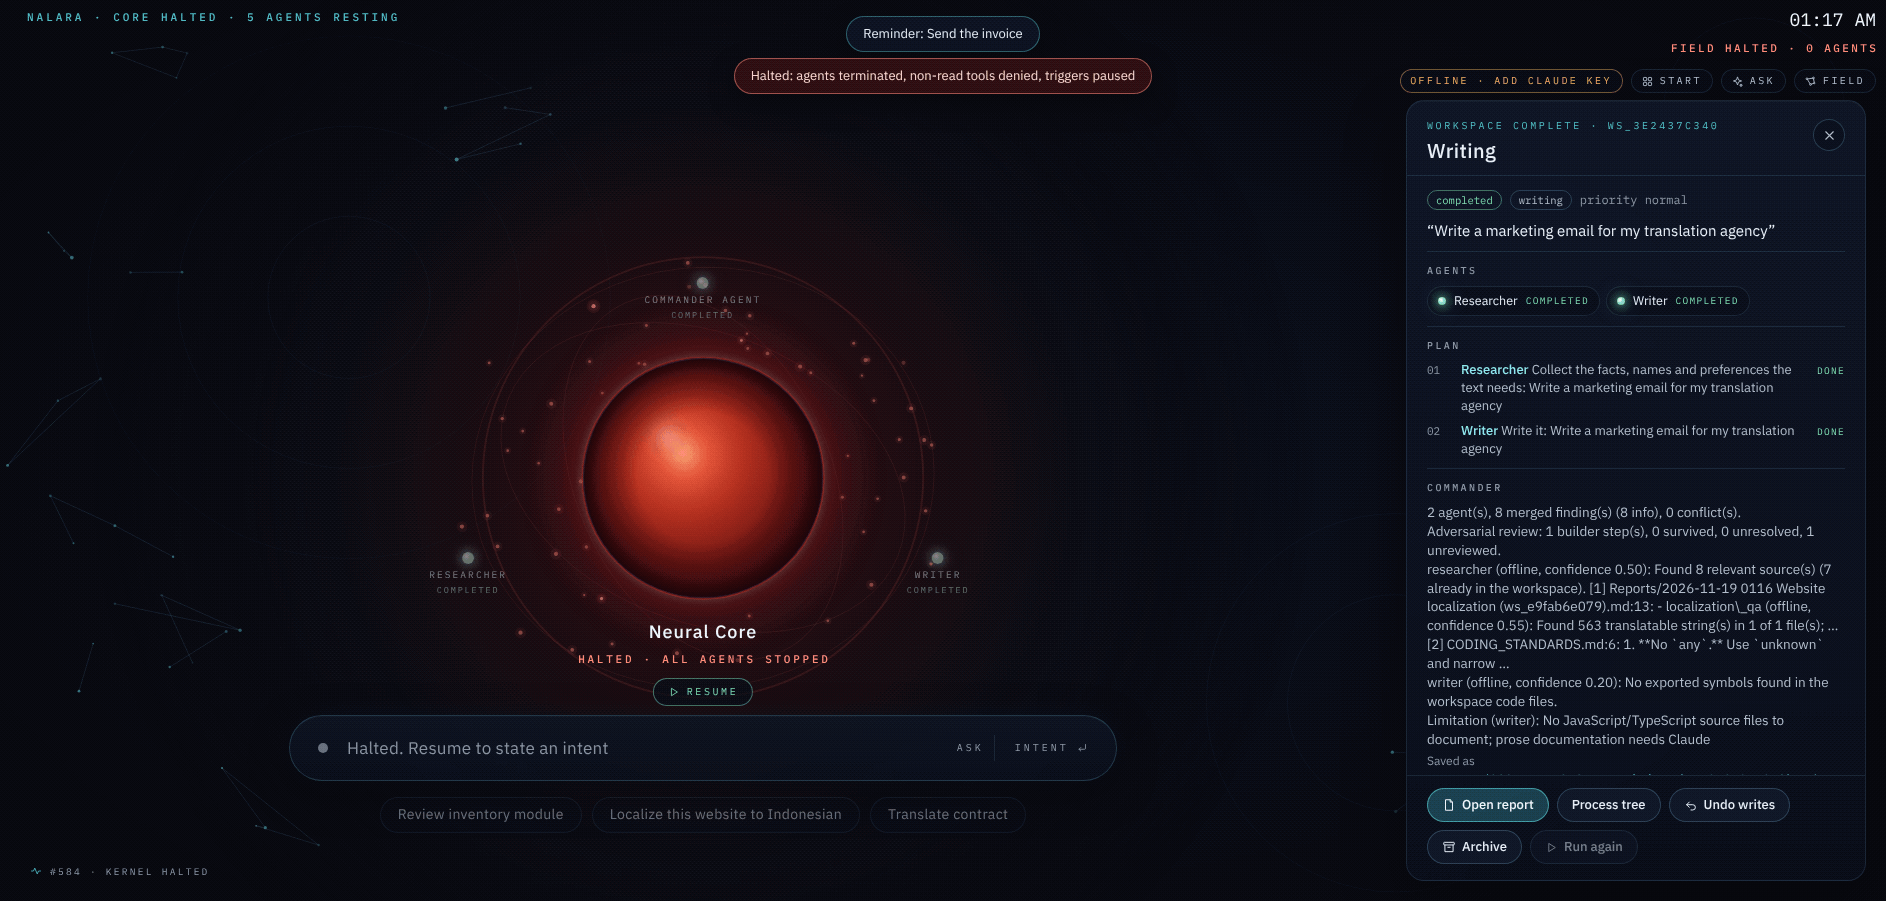 NALARA · CORE HALTED · 5 AGENTS RESTING
Reminder: Send the invoice
Halted: agents terminated, non-read tools denied, triggers paused
01:17 AM
FIELD HALTED · 0 AGENTS
OFFLINE · ADD CLAUDE KEY
START
ASK
FIELD
COMMANDER AGENT
COMPLETED
RESEARCHER
COMPLETED
WRITER
COMPLETED
Neural Core
HALTED · ALL AGENTS STOPPED
RESUME
Halted. Resume to state an intent
ASK
INTENT
Review inventory module
Localize this website to Indonesian
Translate contract
#584 · KERNEL HALTED
WORKSPACE COMPLETE · WS_3E2437C340
Writing
completed
writing
priority normal
“Write a marketing email for my translation agency”
AGENTS
Researcher COMPLETED
Writer COMPLETED
PLAN
01 Researcher Collect the facts, names and preferences the DONE
text needs: Write a marketing email for my translation
agency
02 Writer Write it: Write a marketing email for my translation DONE
agency
COMMANDER
2 agent(s), 8 merged finding(s) (8 info), 0 conflict(s).
Adversarial review: 1 builder step(s), 0 survived, 0 unresolved, 1
unreviewed.
researcher (offline, confidence 0.50): Found 8 relevant source(s) (7
already in the workspace). [1] Reports/2026-11-19 0116 Website
localization (ws_e9fab6e079).md:13: - localization\_qa (offline,
confidence 0.55): Found 563 translatable string(s) in 1 of 1 file(s); ...
[2] CODING_STANDARDS.md:6: 1. **No `any`.** Use `unknown`
and narrow ...
writer (offline, confidence 0.20): No exported symbols found in the
workspace code files.
Limitation (writer): No JavaScript/TypeScript source files to
document; prose documentation needs Claude
Saved as
Open report
Process tree
Undo writes
Archive
Run again